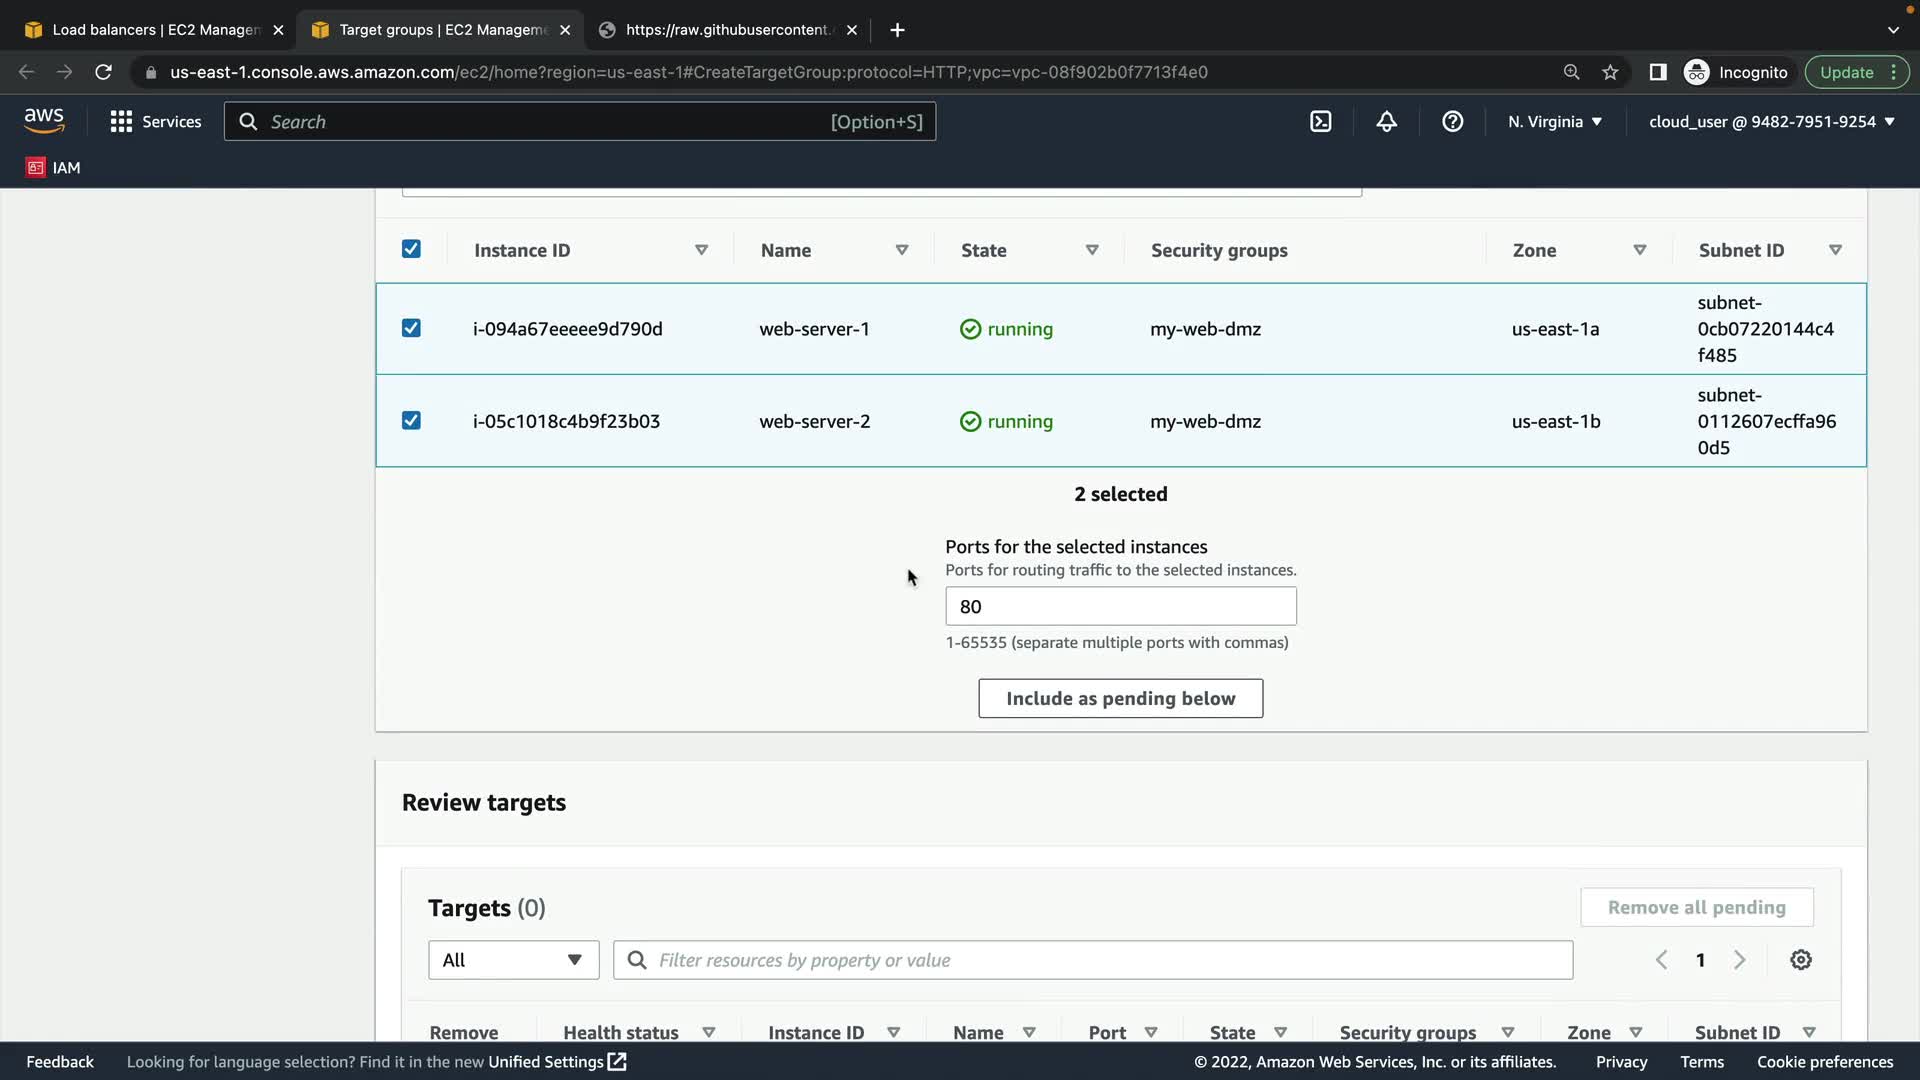 Load balancers | EC2 Managem
Target groups | EC2 Manageme
https://raw.githubusercontent.
us-east-1.console.aws.amazon.com/ec2/home?region=us-east-1#CreateTargetGroup:protocol=HTTP;vpc=vpc-08f902b0f7713f4e0
Incognito
Update
aws
Services
Search
[Option+S]
N. Virginia
cloud_user @ 9482-7951-9254
IAM
Instance ID
Name
State
Security groups
Zone
Subnet ID
i-094a67eeeee9d790d
web-server-1
running
my-web-dmz
us-east-1a
subnet-
0cb07220144c4
f485
i-05c1018c4b9f23b03
web-server-2
running
my-web-dmz
us-east-1b
subnet-
0112607ecffa96
0d5
2 selected
Ports for the selected instances
Ports for routing traffic to the selected instances.
80
1-65535 (separate multiple ports with commas)
Include as pending below
Review targets
Targets (0)
Remove all pending
All
Filter resources by property or value
1
Remove
Health status
Instance ID
Name
Port
State
Security groups
Zone
Subnet ID
Feedback
Looking for language selection? Find it in the new Unified Settings
© 2022, Amazon Web Services, Inc. or its affiliates.
Privacy
Terms
Cookie preferences